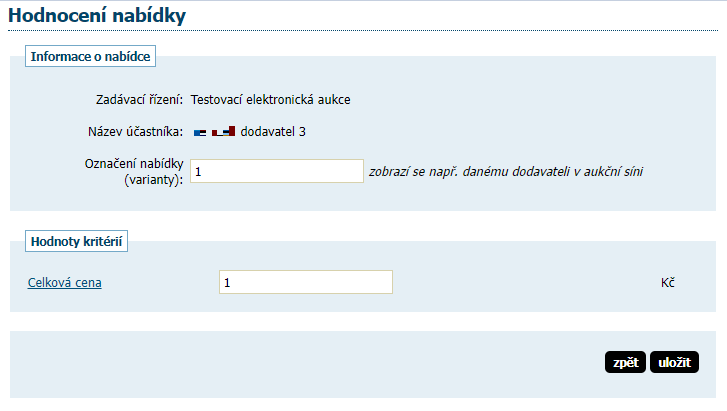 Hodnocení nabídky
Informace o nabídce
Zadávací řízení: Testovací elektronická aukce
Název účastníka: dodavatel 3
Označení nabídky
(varianty): 1 zobrazí se např. danému dodavateli v aukční síni
Hodnoty kritérií
Celková cena 1 Kč
zpět uložit